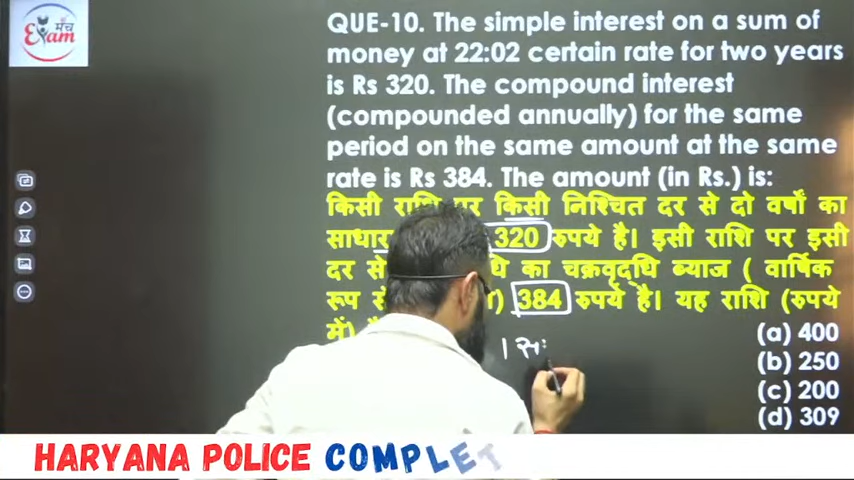 Exam मंच
QUE-10. The simple interest on a sum of
money at 22:02 certain rate for two years
is Rs 320. The compound interest
(compounded annually) for the same
period on the same amount at the same
rate is Rs 384. The amount (in Rs.) is:
किसी राशि पर किसी निश्चित दर से दो वर्षों का
320 रुपये है। इसी राशि पर इसी
दर से का चक्रवृद्धि ब्याज ( वार्षिक
रूप 384 रुपये है। यह राशि (रुपये
में)
(a) 400
(b) 250
(c) 200
(d) 309
HARYANA POLICE COMPLET